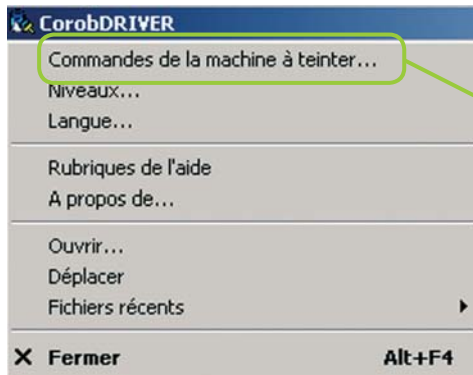 CorobDRIVER
Commandes de la machine à teinter...
Niveaux...
Langue...
Rubriques de l'aide
A propos de...
Ouvrir...
Déplacer
Fichiers récents
Fermer Alt+F4